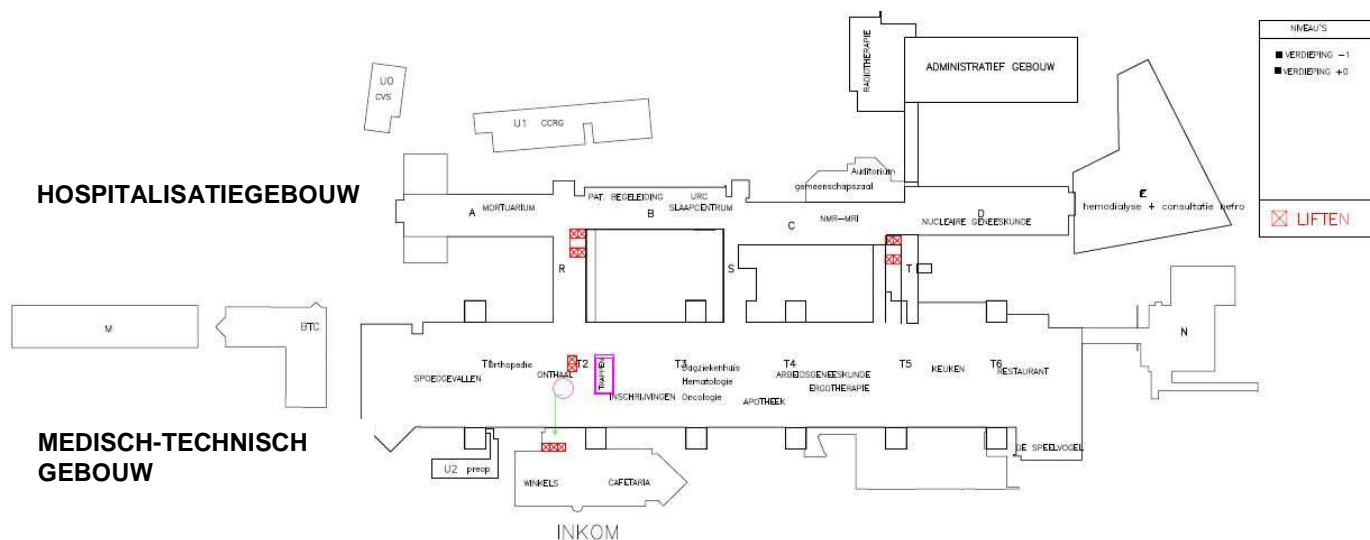 NIVEAU'S
VERDIEPING -1
VERDIEPING +0
LIFTEN
RADIOTHERAPIE
ADMINISTRATIEF GEBOUW
U0
CVS
U1 CCRG
HOSPITALISATIEGEBOUW
Auditorium
gemeenschapszaal
A
MORTUARIUM
PAT. BEGELEIDING
B
URC
SLAAPCENTRUM
C
NMR-MRI
D
NUCLEAIRE GENEESKUNDE
E
hemodialyse + consultatie nefro
R
S
T
M
BTC
N
SPOEDGEVALLEN
T1
Orthopedie
ONTHAAL
T2
TRAPPEN
INSCHRIJVINGEN
T3
Dagziekenhuis
Hematologie
Oncologie
APOTHEEK
T4
ARBEIDSGENEESKUNDE
ERGOTHERAPIE
T5
KEUKEN
T6
RESTAURANT
DE SPEELVOGEL
MEDISCH-TECHNISCH
GEBOUW
U2 preop
WINKELS
CAFETARIA
INKOM